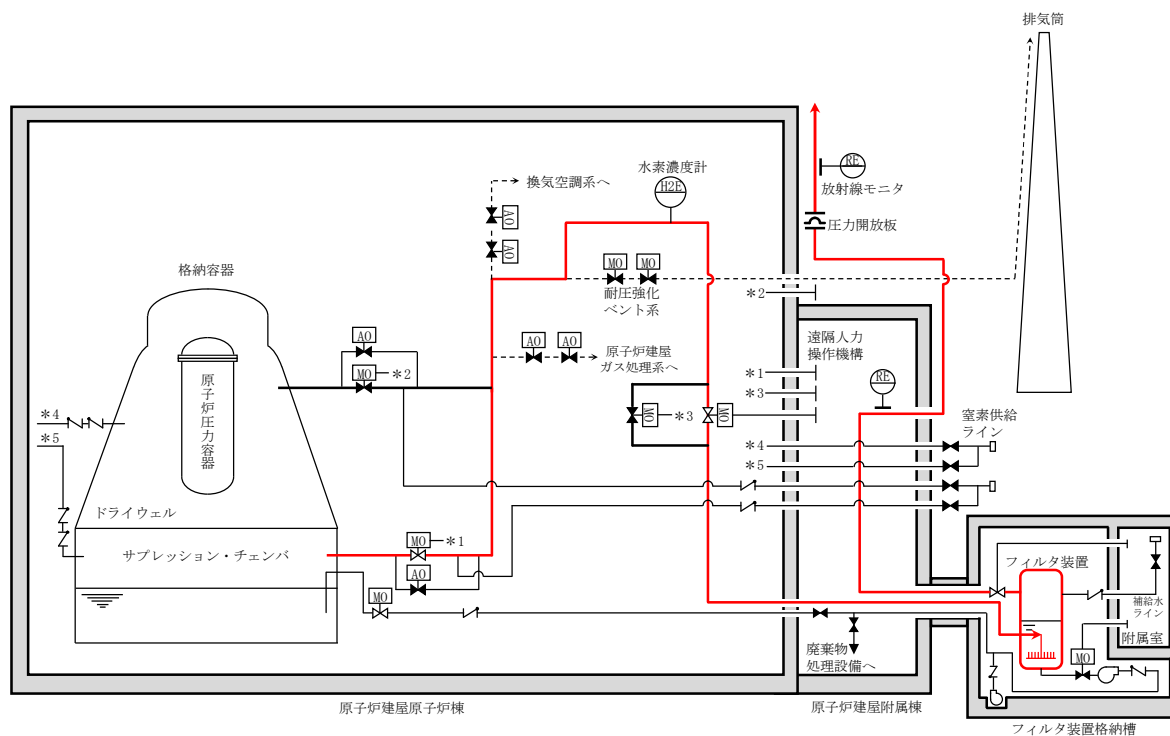 排気筒
水素濃度計
H2E
RE
放射線モニタ
換気空調系へ
AO
AO
圧力開放板
格納容器
MO
MO
耐圧強化
ベント系
＊2
遠隔人力
操作機構
AO
MO
＊2
AO
AO
原子炉建屋
ガス処理系へ
＊1
＊3
RE
原子炉圧力容器
MO
＊3
MO
＊4
＊5
窒素供給
ライン
＊4
＊5
ドライウェル
サプレッション・チェンバ
MO
＊1
AO
MO
フィルタ装置
補給水
ライン
附属室
MO
廃棄物
処理設備へ
原子炉建屋原子炉棟
原子炉建屋附属棟
フィルタ装置格納槽